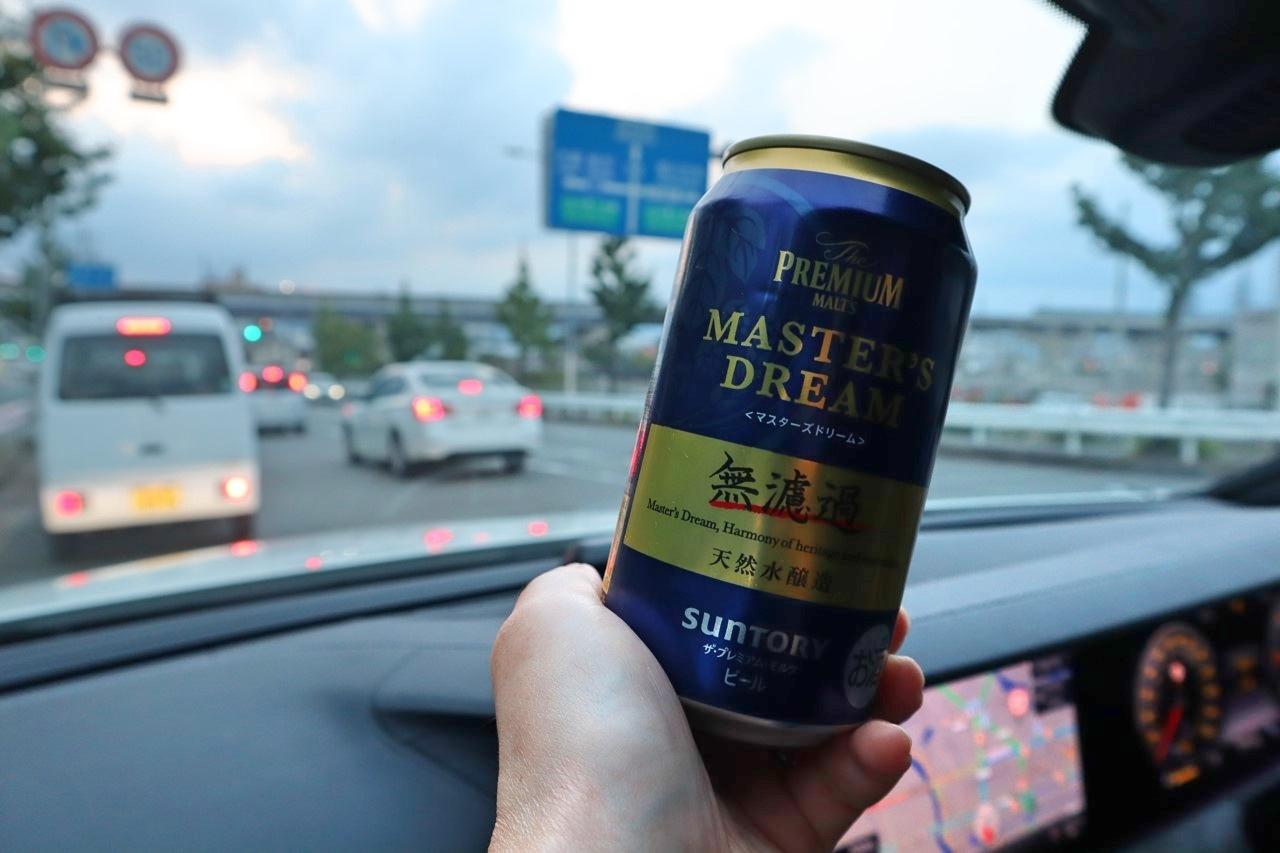 The
PREMIUM
MALT'S
MASTER'S
DREAM
<マスターズドリーム>
無濾過
Master's Dream, Harmony of heritage
天然水醸造
SUNTORY
ザ・プレミアム・モルツ
ビール
お酒